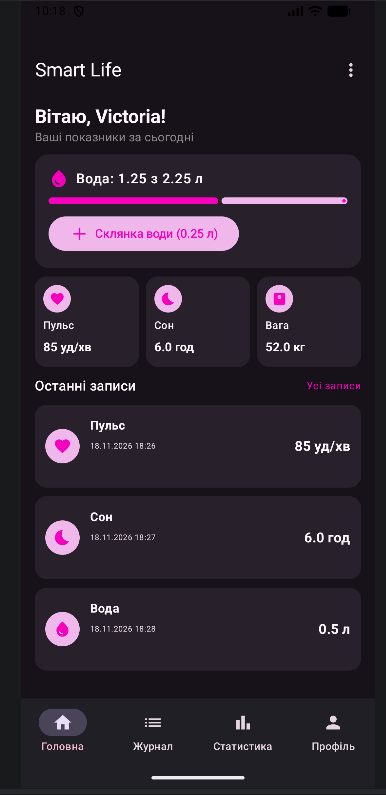 10:18
Smart Life
Вітаю, Victoria!
Ваші показники за сьогодні
Вода: 1.25 з 2.25 л
Склянка води (0.25 л)
Пульс
85 уд/хв
Сон
6.0 год
Вага
52.0 кг
Останні записи
Усі записи
Пульс
18.11.2026 18:26
85 уд/хв
Сон
18.11.2026 18:27
6.0 год
Вода
18.11.2026 18:28
0.5 л
Головна
Журнал
Статистика
Профіль